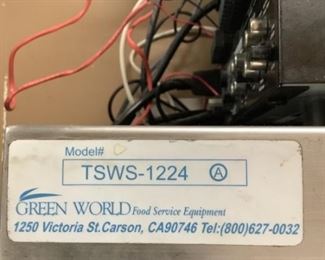 Model#
TSWS-1224 A
GREEN WORLD Food Service Equipment
1250 Victoria St.Carson, CA90746 Tel:(800)627-0032